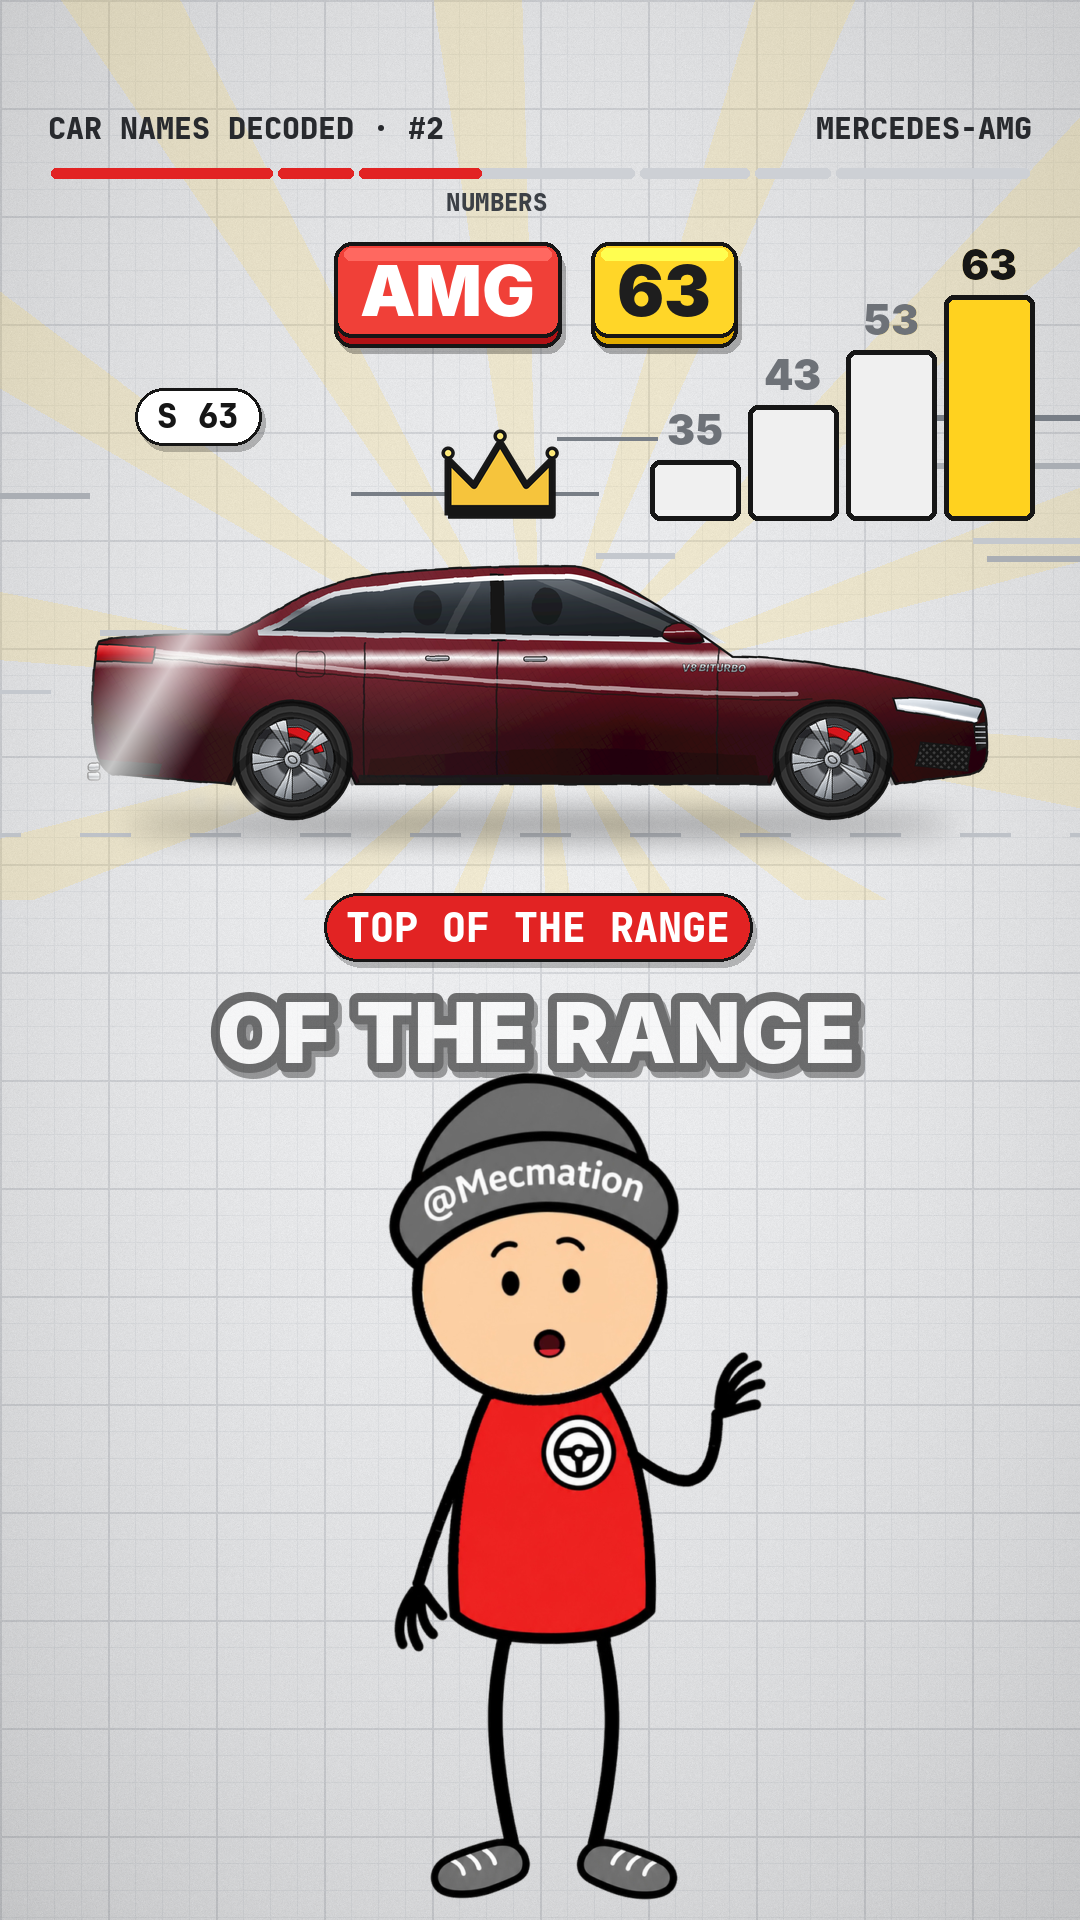 CAR NAMES DECODED · #2
MERCEDES-AMG
NUMBERS
AMG 63
63
53
43
35
S 63
V8 BITURBO
TOP OF THE RANGE
OF THE RANGE
@Mecmation